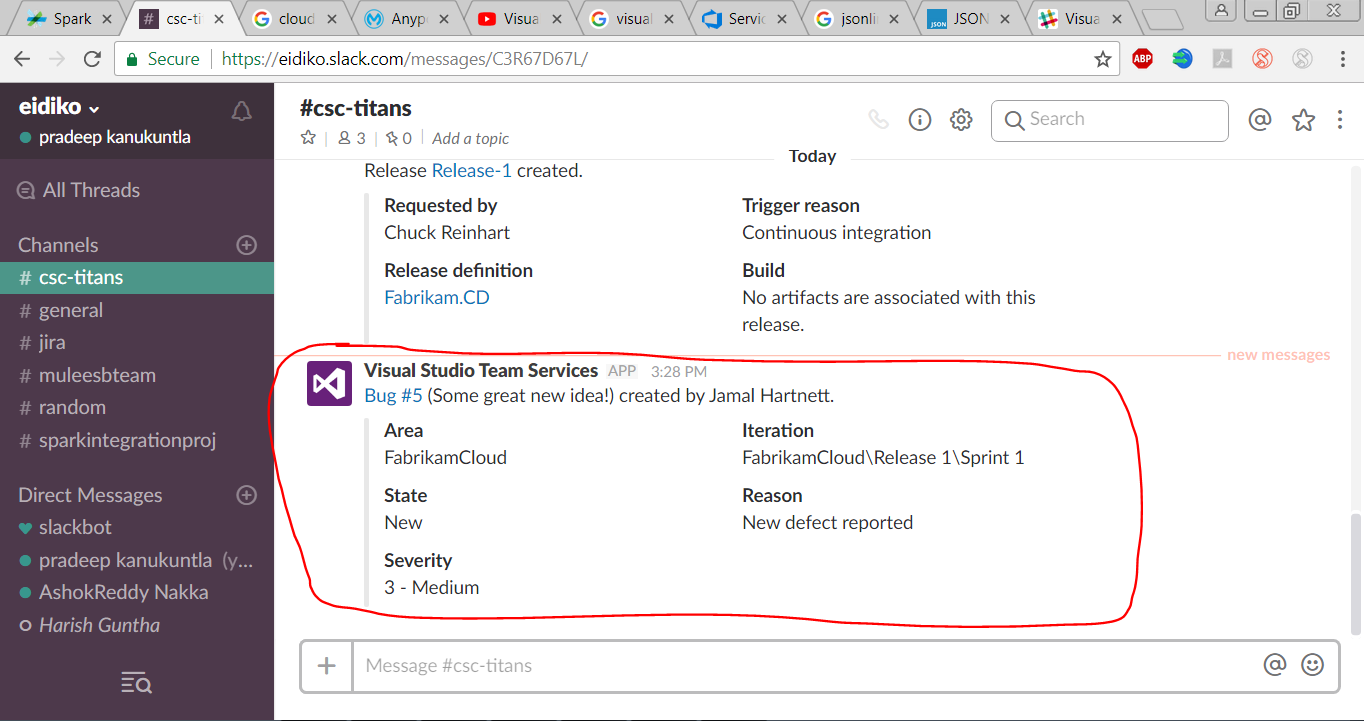 Spark
csc-ti
cloud
Anyp
Visua
visual
Servic
jsonli
JSON
Visua
Secure https://eidiko.slack.com/messages/C3R67D67L/
ABP
eidiko
pradeep kanukuntla
All Threads
Channels
# csc-titans
# general
# jira
# muleesbteam
# random
# sparkintegrationproj
Direct Messages
slackbot
pradeep kanukuntla (y...
AshokReddy Nakka
Harish Guntha
#csc-titans
3 | 0 | Add a topic
Search
Today
Release Release-1 created.
Requested by Trigger reason
Chuck Reinhart Continuous integration
Release definition Build
Fabrikam.CD No artifacts are associated with this
release.
new messages
Visual Studio Team Services APP 3:28 PM
Bug #5 (Some great new idea!) created by Jamal Hartnett.
Area Iteration
FabrikamCloud FabrikamCloud\Release 1\Sprint 1
State Reason
New New defect reported
Severity
3 - Medium
Message #csc-titans